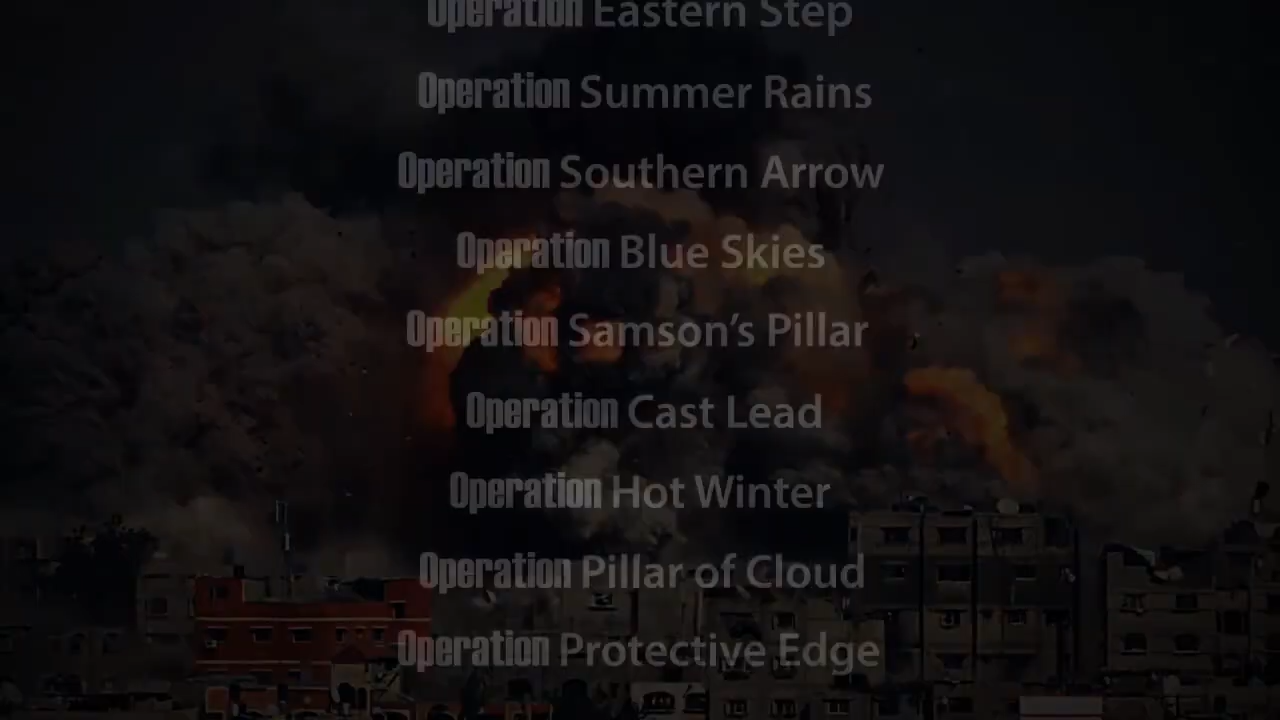 Operation Eastern Step
Operation Summer Rains
Operation Southern Arrow
Operation Blue Skies
Operation Samson’s Pillar
Operation Cast Lead
Operation Hot Winter
Operation Pillar of Cloud
Operation Protective Edge